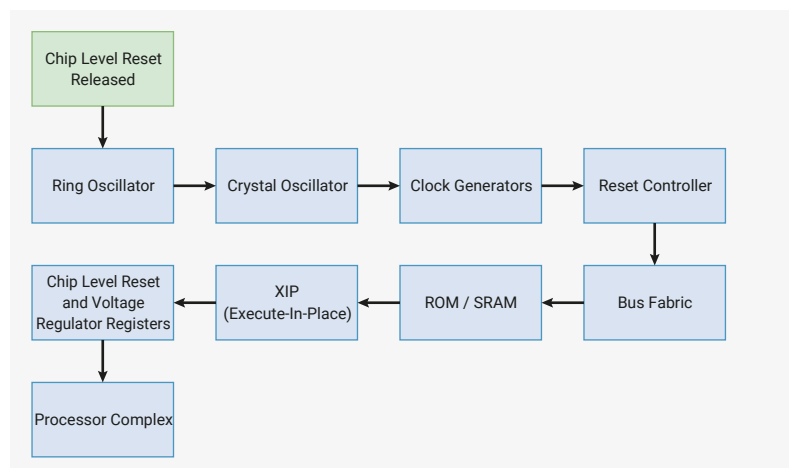 Chip Level Reset
Released
Ring Oscillator
Crystal Oscillator
Clock Generators
Reset Controller
Chip Level Reset
and Voltage
Regulator Registers
XIP
(Execute-In-Place)
ROM / SRAM
Bus Fabric
Processor Complex